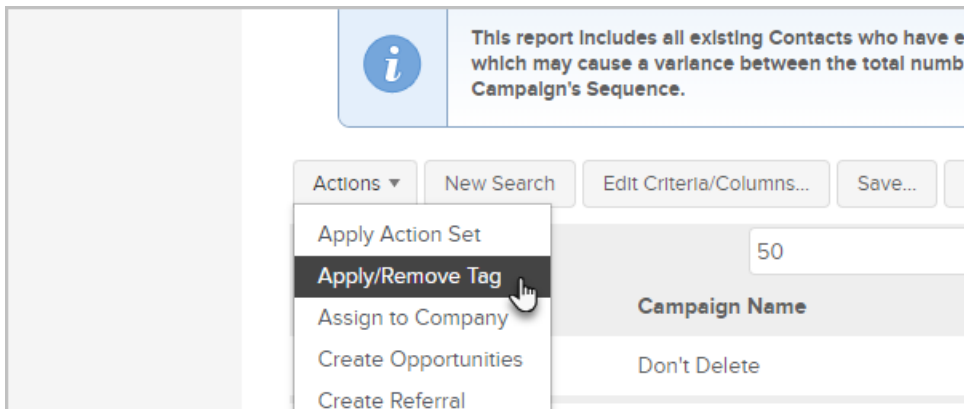 This report includes all existing Contacts who have e
which may cause a variance between the total numb
Campaign's Sequence.
Actions New Search Edit Criteria/Columns... Save...
Apply Action Set
50
Apply/Remove Tag
Assign to Company
Campaign Name
Create Opportunities
Don't Delete
Create Referral